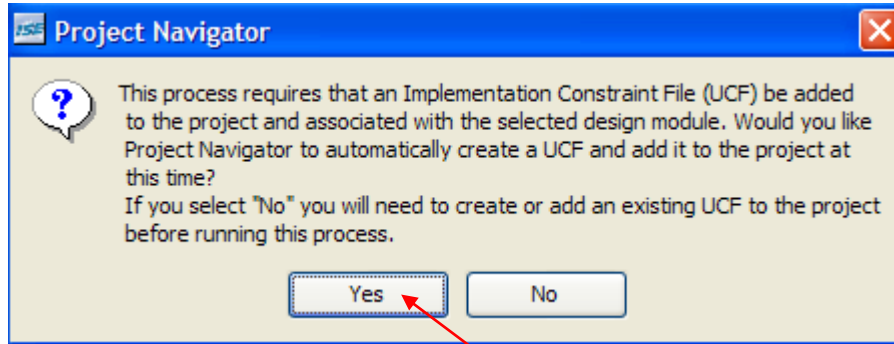 ISE Project Navigator
This process requires that an Implementation Constraint File (UCF) be added
to the project and associated with the selected design module. Would you like
Project Navigator to automatically create a UCF and add it to the project at
this time?
If you select "No" you will need to create or add an existing UCF to the project
before running this process.
Yes No